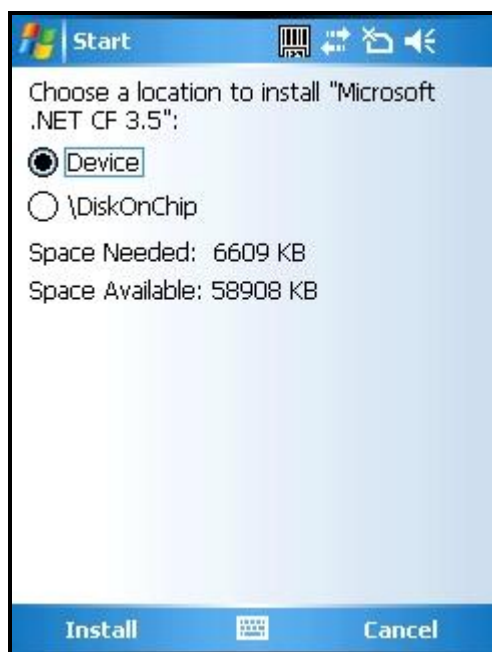 Start
Choose a location to install "Microsoft
.NET CF 3.5":
Device
\DiskOnChip
Space Needed: 6609 KB
Space Available: 58908 KB
Install Cancel